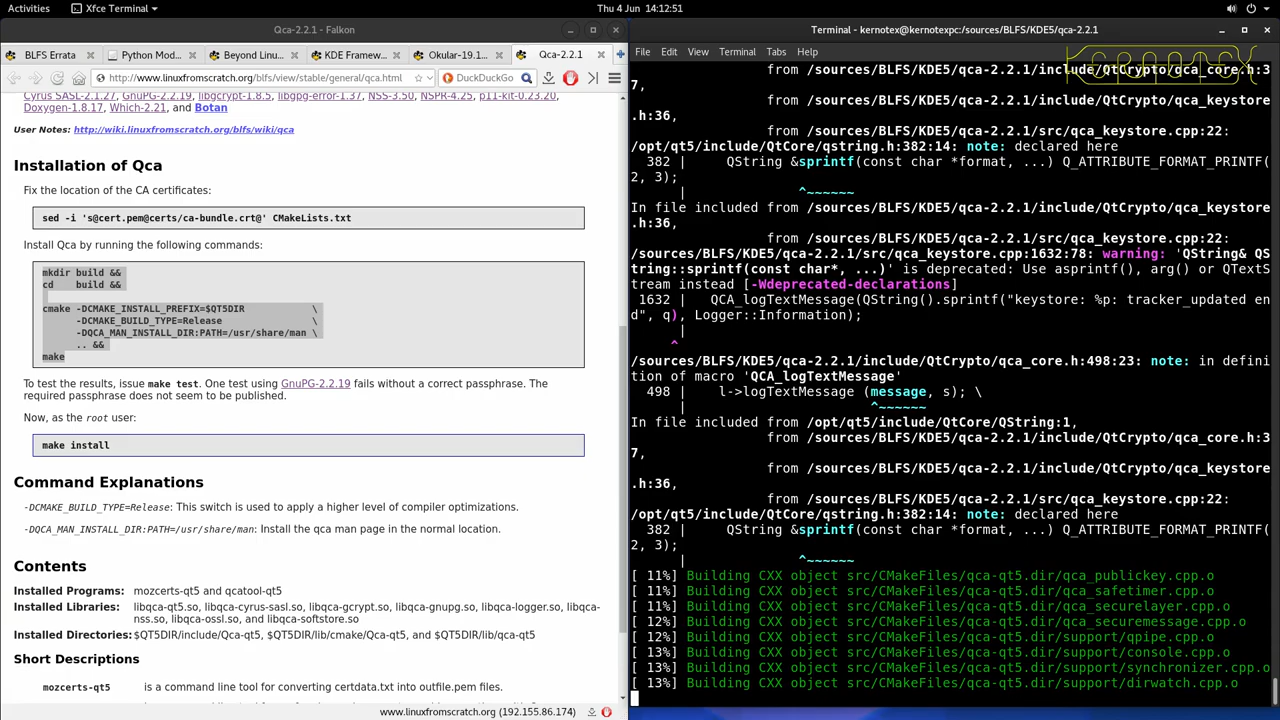 Activities
Xfce Terminal
Thu 4 Jun 14:12:51
Qca-2.2.1 - Falkon
BLFS Errata
Python Mod...
Beyond Linu...
KDE Framew...
Okular-19.1...
Qca-2.2.1
http://www.linuxfromscratch.org/blfs/view/stable/general/qca.html
DuckDuckGo
Cyrus SASL-2.1.27, GnuPG-2.2.19, libgcrypt-1.8.5, libgpg-error-1.37, NSS-3.50, NSPR-4.25, p11-kit-0.23.20,
Doxygen-1.8.17, Which-2.21, and Botan
User Notes: http://wiki.linuxfromscratch.org/blfs/wiki/qca
Installation of Qca
Fix the location of the CA certificates:
sed -i 's@cert.pem@certs/ca-bundle.crt@' CMakeLists.txt
Install Qca by running the following commands:
mkdir build &&
cd    build &&
cmake -DCMAKE_INSTALL_PREFIX=$QT5DIR            \
-DCMAKE_BUILD_TYPE=Release                \
-DQCA_MAN_INSTALL_DIR:PATH=/usr/share/man \
.. &&
make
To test the results, issue make test. One test using GnuPG-2.2.19 fails without a correct passphrase. The
required passphrase does not seem to be published.
Now, as the root user:
make install
Command Explanations
-DCMAKE_BUILD_TYPE=Release: This switch is used to apply a higher level of compiler optimizations.
-DQCA_MAN_INSTALL_DIR:PATH=/usr/share/man: Install the qca man page in the normal location.
Contents
Installed Programs: mozcerts-qt5 and qcatool-qt5
Installed Libraries: libqca-qt5.so, libqca-cyrus-sasl.so, libqca-gcrypt.so, libqca-gnupg.so, libqca-logger.so, libqca-
nss.so, libqca-ossl.so, and libqca-softstore.so
Installed Directories: $QT5DIR/include/Qca-qt5, $QT5DIR/lib/cmake/Qca-qt5, and $QT5DIR/lib/qca-qt5
Short Descriptions
mozcerts-qt5 is a command line tool for converting certdata.txt into outfile.pem files.
www.linuxfromscratch.org (192.155.86.174)
Terminal - kernotex@kernotexpc:/sources/BLFS/KDE5/qca-2.2.1
File Edit View Terminal Tabs Help
KERNOTEX
from /sources/BLFS/KDE5/qca-2.2.1/include/QtCrypto/qca_core.h:3
7,
from /sources/BLFS/KDE5/qca-2.2.1/include/QtCrypto/qca_keystore
.h:36,
from /sources/BLFS/KDE5/qca-2.2.1/src/qca_keystore.cpp:22:
/opt/qt5/include/QtCore/qstring.h:382:14: note: declared here
382 |     QString &sprintf(const char *format, ...) Q_ATTRIBUTE_FORMAT_PRINTF(
2, 3);
|              ^~~~~~~
In file included from /sources/BLFS/KDE5/qca-2.2.1/include/QtCrypto/qca_keystore
.h:36,
from /sources/BLFS/KDE5/qca-2.2.1/src/qca_keystore.cpp:22:
/sources/BLFS/KDE5/qca-2.2.1/src/qca_keystore.cpp:1632:78: warning: 'QString& QS
tring::sprintf(const char*, ...)' is deprecated: Use asprintf(), arg() or QTextS
tream instead [-Wdeprecated-declarations]
1632 |   QCA_logTextMessage(QString().sprintf("keystore: %p: tracker_updated en
d", q), Logger::Information);
|
^
/sources/BLFS/KDE5/qca-2.2.1/include/QtCrypto/qca_core.h:498:23: note: in defini
tion of macro 'QCA_logTextMessage'
498 |    l->logTextMessage (message, s); \
|                       ^~~~~~~
In file included from /opt/qt5/include/QtCore/QString:1,
from /sources/BLFS/KDE5/qca-2.2.1/include/QtCrypto/qca_core.h:3
7,
from /sources/BLFS/KDE5/qca-2.2.1/include/QtCrypto/qca_keystore
.h:36,
from /sources/BLFS/KDE5/qca-2.2.1/src/qca_keystore.cpp:22:
/opt/qt5/include/QtCore/qstring.h:382:14: note: declared here
382 |     QString &sprintf(const char *format, ...) Q_ATTRIBUTE_FORMAT_PRINTF(
2, 3);
|              ^~~~~~~
[ 11%] Building CXX object src/CMakeFiles/qca-qt5.dir/qca_publickey.cpp.o
[ 11%] Building CXX object src/CMakeFiles/qca-qt5.dir/qca_safetimer.cpp.o
[ 11%] Building CXX object src/CMakeFiles/qca-qt5.dir/qca_securelayer.cpp.o
[ 12%] Building CXX object src/CMakeFiles/qca-qt5.dir/qca_securemessage.cpp.o
[ 12%] Building CXX object src/CMakeFiles/qca-qt5.dir/support/qpipe.cpp.o
[ 13%] Building CXX object src/CMakeFiles/qca-qt5.dir/support/console.cpp.o
[ 13%] Building CXX object src/CMakeFiles/qca-qt5.dir/support/synchronizer.cpp.o
[ 13%] Building CXX object src/CMakeFiles/qca-qt5.dir/support/dirwatch.cpp.o